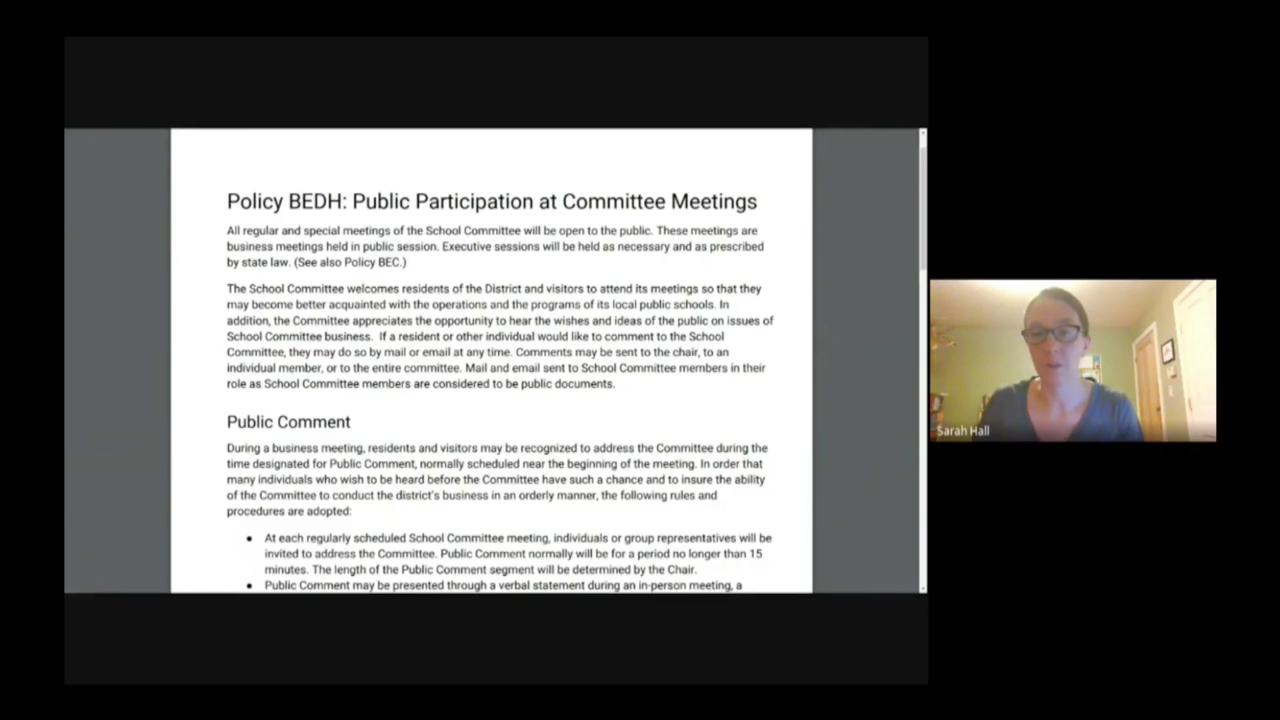 Policy BEDH: Public Participation at Committee Meetings
All regular and special meetings of the School Committee will be open to the public. These meetings are
business meetings held in public session. Executive sessions will be held as necessary and as prescribed
by state law. (See also Policy BEC.)
The School Committee welcomes residents of the District and visitors to attend its meetings so that they
may become better acquainted with the operations and the programs of its local public schools. In
addition, the Committee appreciates the opportunity to hear the wishes and ideas of the public on issues of
School Committee business. If a resident or other individual would like to comment to the School
Committee, they may do so by mail or email at any time. Comments may be sent to the chair, to an
individual member, or to the entire committee. Mail and email sent to School Committee members in their
role as School Committee members are considered to be public documents.
Public Comment
During a business meeting, residents and visitors may be recognized to address the Committee during the
time designated for Public Comment, normally scheduled near the beginning of the meeting. In order that
many individuals who wish to be heard before the Committee have such a chance and to insure the ability
of the Committee to conduct the district's business in an orderly manner, the following rules and
procedures are adopted:
• At each regularly scheduled School Committee meeting, individuals or group representatives will be
invited to address the Committee. Public Comment normally will be for a period no longer than 15
minutes. The length of the Public Comment segment will be determined by the Chair.
• Public Comment may be presented through a verbal statement during an in-person meeting, a
Sarah Hall